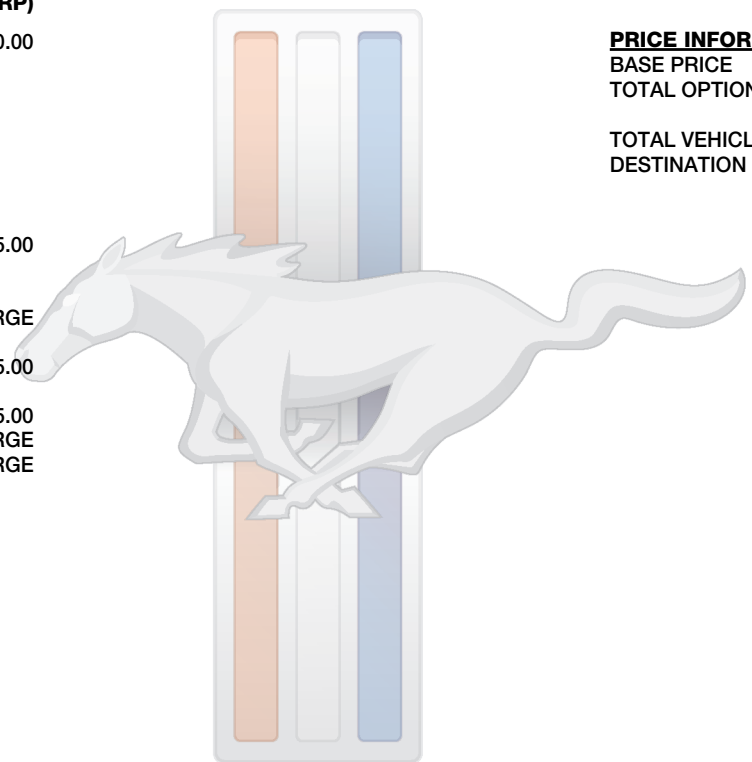 RP)
0.00
5.00
RGE
5.00
5.00
RGE
RGE
PRICE INFOR
BASE PRICE
TOTAL OPTION
TOTAL VEHICL
DESTINATION